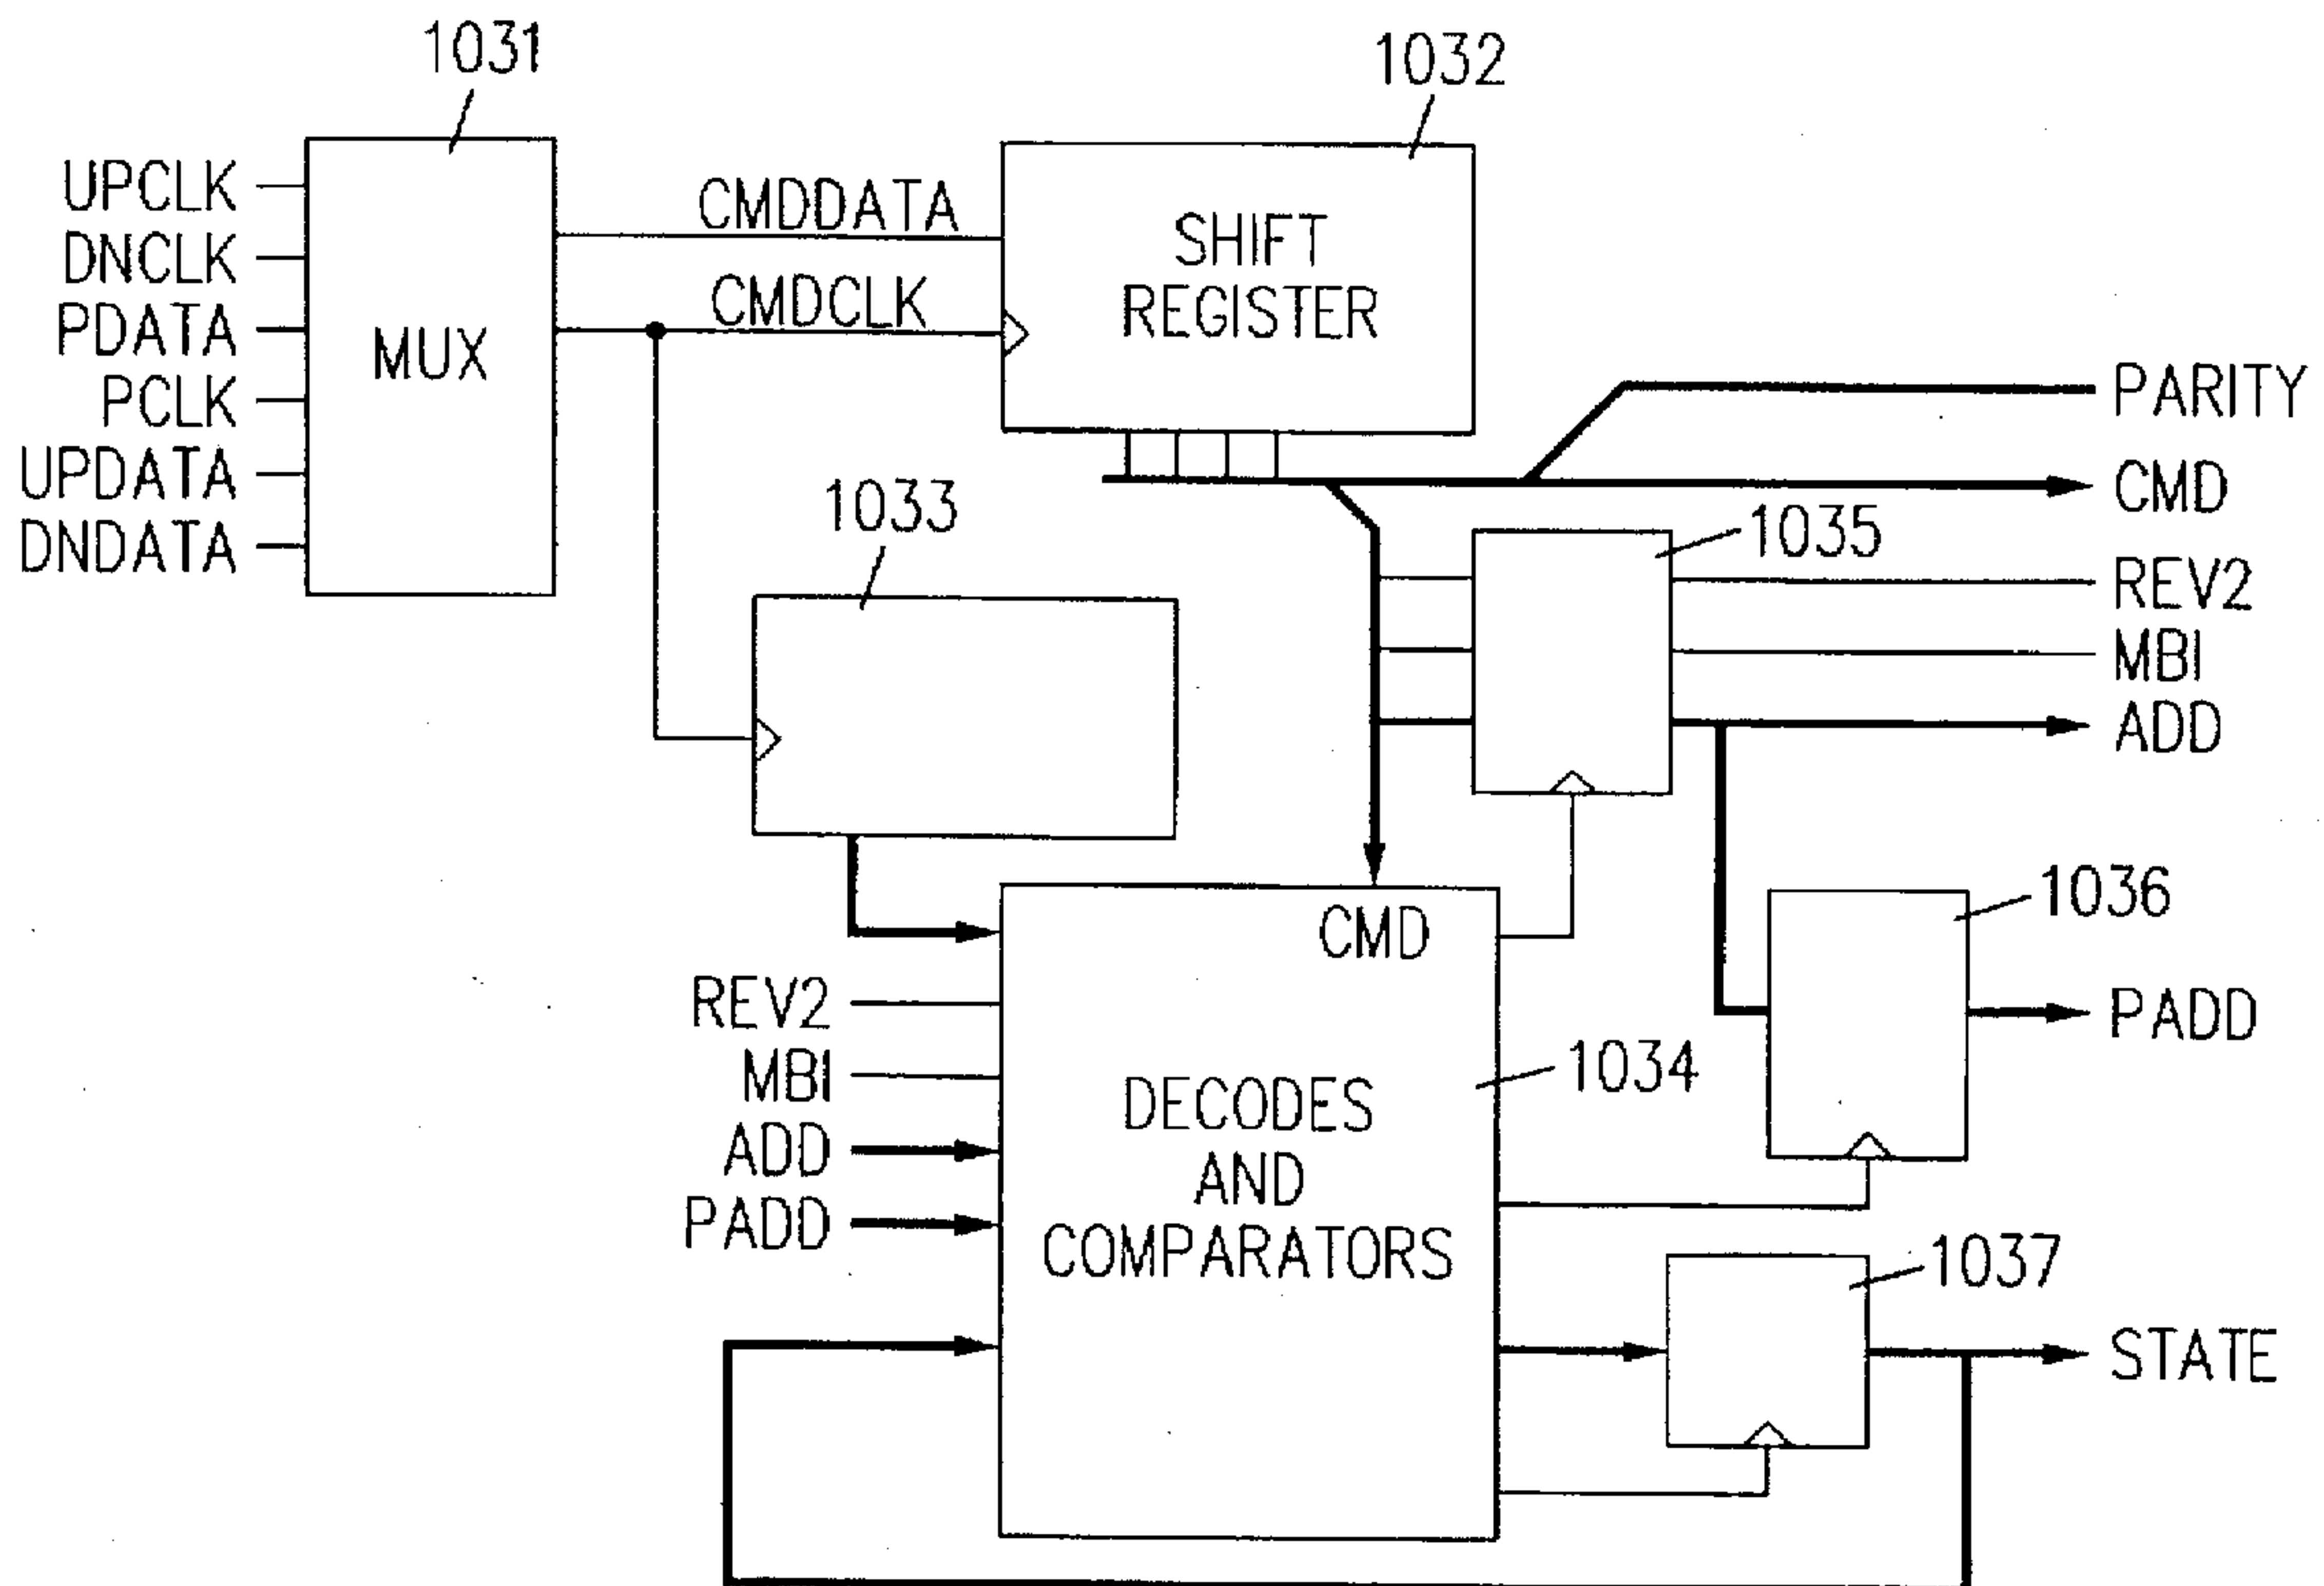 1031
1032
UPCLK
DNCLK
PDATA
PCLK
UPDATA
DNDATA
MUX
CMDDATA
CMDCLK
SHIFT
REGISTER
PARITY
CMD
1033
1035
REV2
MBI
ADD
1036
PADD
CMD
REV2
MBI
ADD
PADD
DECODES
AND
COMPARATORS
1034
1037
STATE